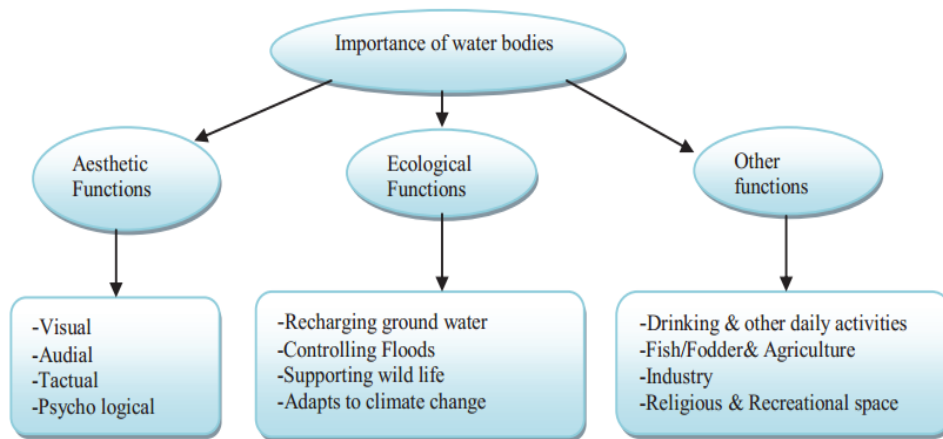 Importance of water bodies
Aesthetic
Functions
Ecological
Functions
Other
functions
-Visual
-Audial
-Tactual
-Psycho logical
-Recharging ground water
-Controlling Floods
-Supporting wild life
-Adapts to climate change
-Drinking & other daily activities
-Fish/Fodder& Agriculture
-Industry
-Religious & Recreational space